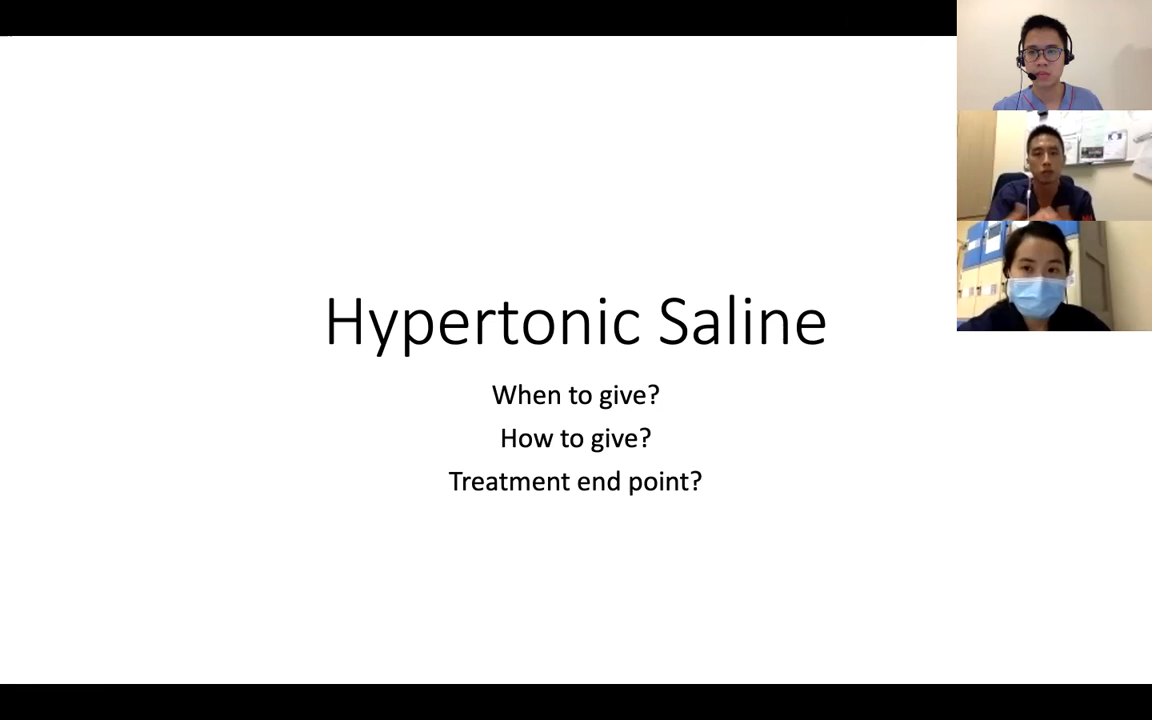 Hypertonic Saline
When to give?
How to give?
Treatment end point?